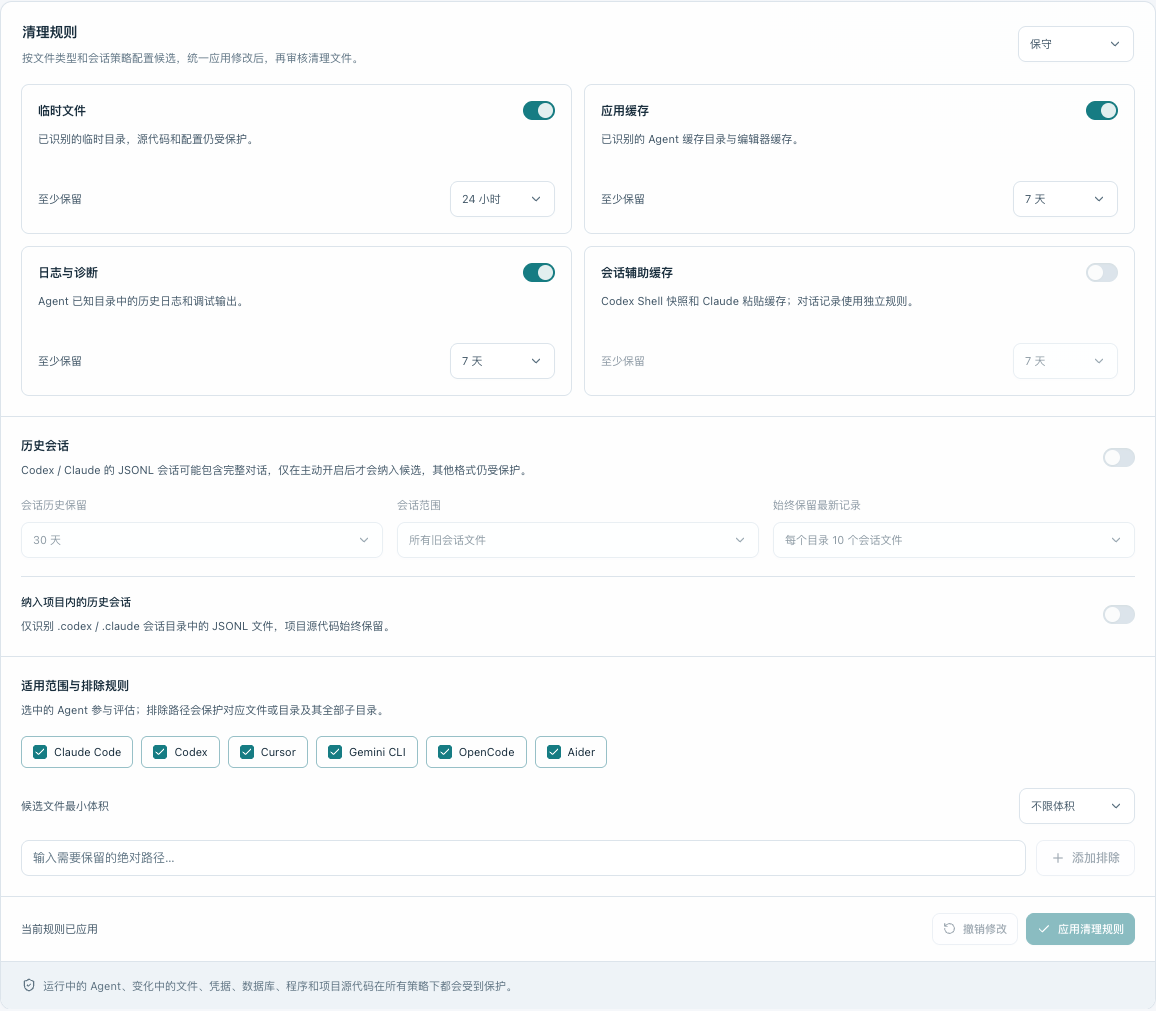 清理规则
按文件类型和会话策略配置候选，统一应用修改后，再审核清理文件。
保守
临时文件
已识别的临时目录，源代码和配置仍受保护。
至少保留
24 小时
应用缓存
已识别的 Agent 缓存目录与编辑器缓存。
至少保留
7 天
日志与诊断
Agent 已知目录中的历史日志和调试输出。
至少保留
7 天
会话辅助缓存
Codex Shell 快照和 Claude 粘贴缓存；对话记录使用独立规则。
至少保留
7 天
历史会话
Codex / Claude 的 JSONL 会话可能包含完整对话，仅在主动开启后才会纳入候选，其他格式仍受保护。
会话历史保留
30 天
会话范围
所有旧会话文件
始终保留最新记录
每个目录 10 个会话文件
纳入项目内的历史会话
仅识别 .codex / .claude 会话目录中的 JSONL 文件，项目源代码始终保留。
适用范围与排除规则
选中的 Agent 参与评估；排除路径会保护对应文件或目录及其全部子目录。
Claude Code
Codex
Cursor
Gemini CLI
OpenCode
Aider
候选文件最小体积
不限体积
输入需要保留的绝对路径...
添加排除
当前规则已应用
撤销修改
应用清理规则
运行中的 Agent、变化中的文件、凭据、数据库、程序和项目源代码在所有策略下都会受到保护。